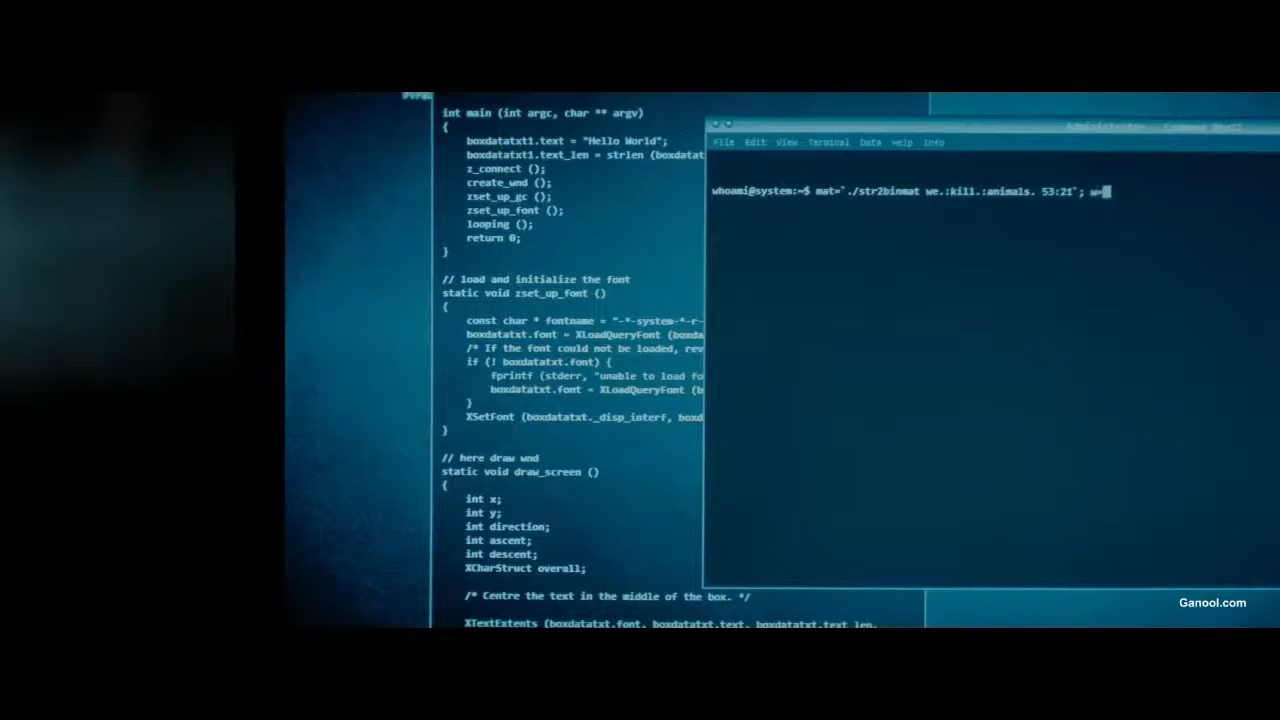 int main (int argc, char ** argv)
{
boxdatatxt1.text = "Hello World";
boxdatatxt1.text_len = strlen (boxdatat
z_connect ();
create_wnd ();
zset_up_gc ();
zset_up_font ();
looping ();
return 0;
}
// load and initialize the font
static void zset_up_font ()
{
const char * fontname = "-*-system-*-r-
boxdatatxt.font = XLoadQueryFont (boxda
/* If the font could not be loaded, rev
if (! boxdatatxt.font) {
fprintf (stderr, "unable to load fo
boxdatatxt.font = XLoadQueryFont (b
}
XSetFont (boxdatatxt._disp_interf, boxd
}
// here draw wnd
static void draw_screen ()
{
int x;
int y;
int direction;
int ascent;
int descent;
XCharStruct overall;
/* Centre the text in the middle of the box. */
XTextExtents (boxdatatxt.font, boxdatatxt.text, boxdatatxt.text_len,
File Edit View Terminal Data Help Info
whoami@system:~$ mat=`./str2binmat we.:kill.:animals. 53:21`; w=
Ganool.com